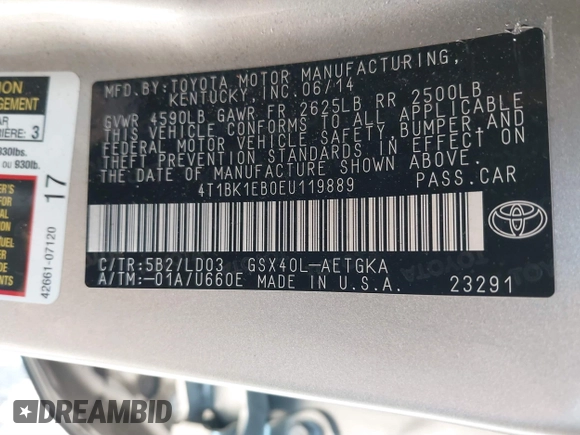 MFD.BY:TOYOTA MOTOR MANUFACTURING,
KENTUCKY INC.06/14
GVWR 4590LB GAWR FR 2625LB RR 2500LB
THIS VEHICLE CONFORMS TO ALL APPLICABLE
FEDERAL MOTOR VEHICLE SAFETY, BUMPER AND
THEFT PREVENTION STANDARDS IN EFFECT ON
THE DATE OF MANUFACTURE SHOWN ABOVE.
4T1BK1EB0EU119889 PASS.CAR
C/TR:5B2/LD03 GSX40L-AETGKA
A/TM:-01A/U660E MADE IN U.S.A. 23291
3
ou 930lb.
17
42661-07120
DREAMBID